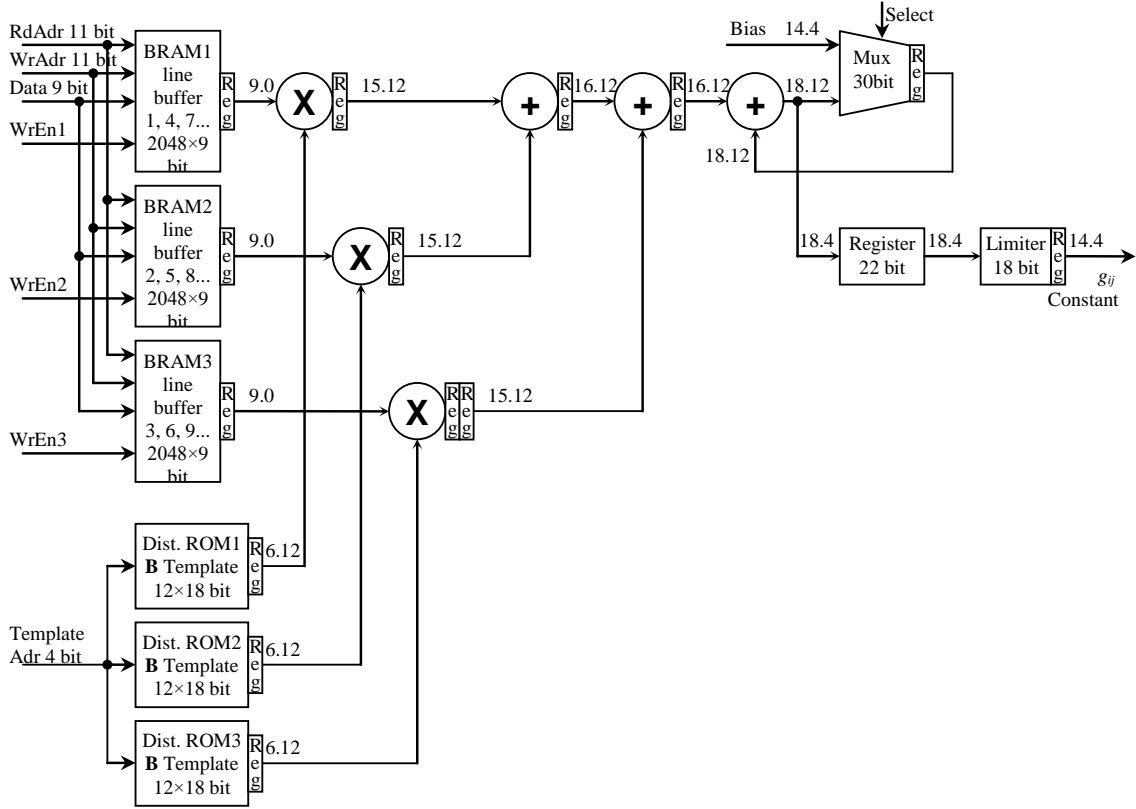 RdAdr 11 bit
WrAdr 11 bit
Data 9 bit
WrEn1
BRAM1
line
buffer
1, 4, 7...
2048×9
bit
Reg
9.0
X
Reg
15.12
+
Reg
16.12
+
Reg
16.12
+
18.12
Bias
14.4
Select
Mux
30bit
Reg
18.12
WrEn2
BRAM2
line
buffer
2, 5, 8...
2048×9
bit
Reg
9.0
X
Reg
15.12
18.4
Register
22 bit
18.4
Limiter
18 bit
Reg
14.4
gij
Constant
WrEn3
BRAM3
line
buffer
3, 6, 9...
2048×9
bit
Reg
9.0
X
Reg
Reg
15.12
Template
Adr 4 bit
Dist. ROM1
B Template
12×18 bit
Reg
6.12
Dist. ROM2
B Template
12×18 bit
Reg
6.12
Dist. ROM3
B Template
12×18 bit
Reg
6.12